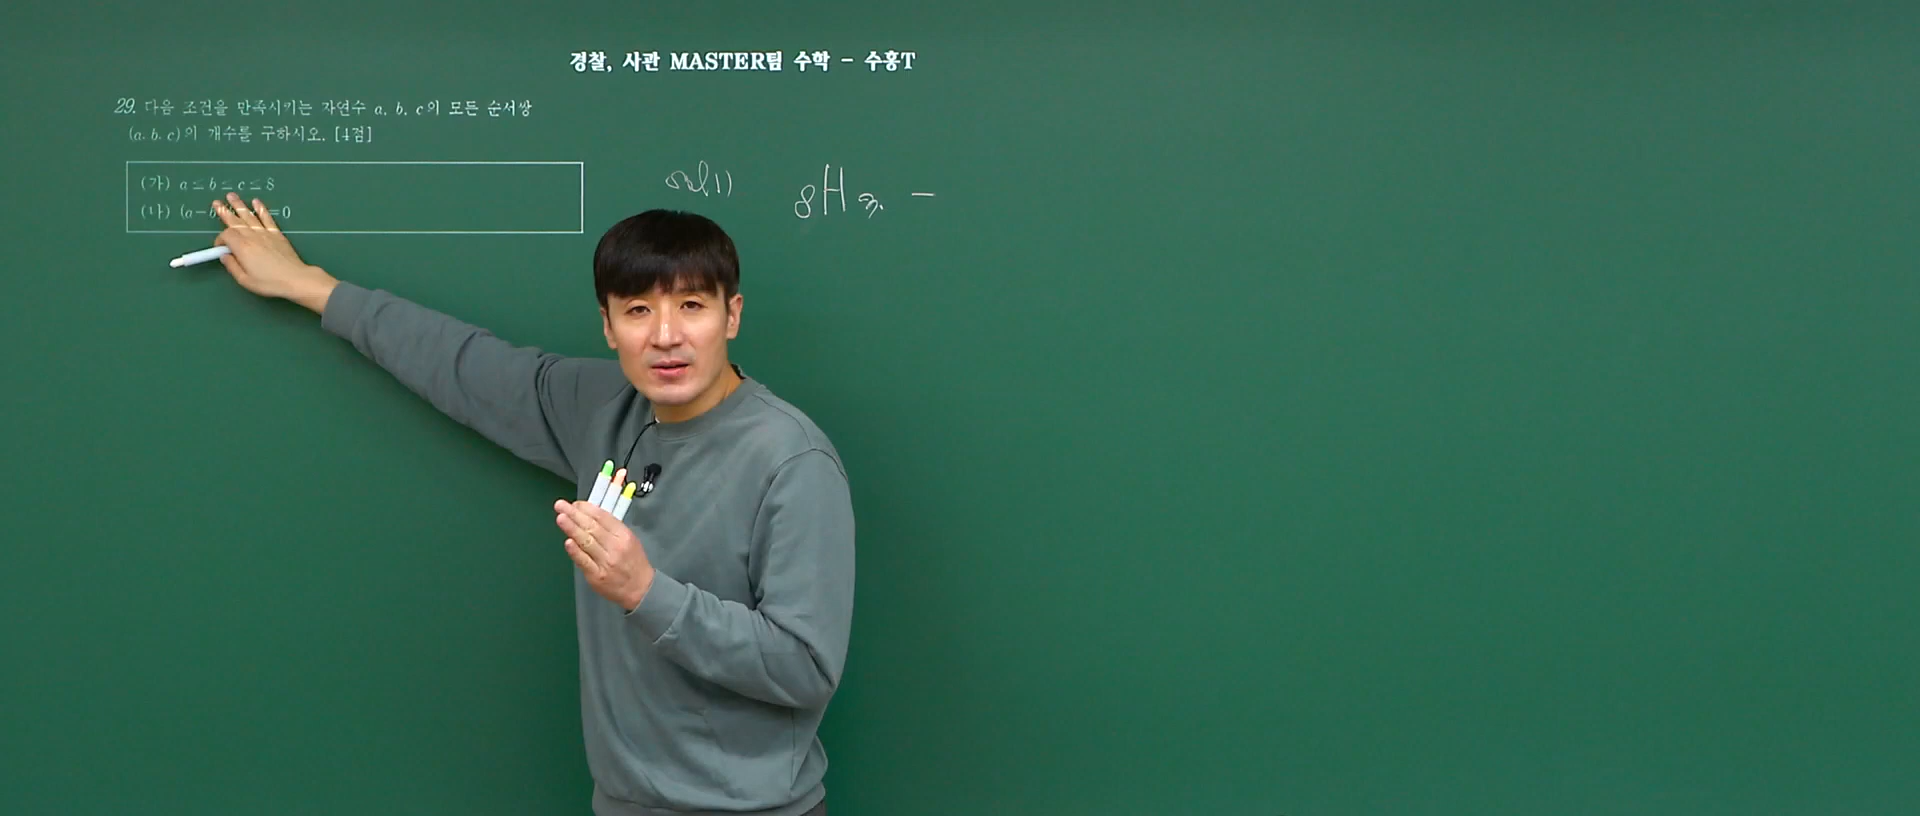 경찰, 사관 MASTER팀 수학 - 수홍T
29. 다음 조건을 만족시키는 자연수 a, b, c의 모든 순서쌍
(a, b, c)의 개수를 구하시오. [4점]
(가) a ≤ b ≤ c ≤ 8
(나) (a-b)(b-c)=0
sol 1)
₈H₃ -